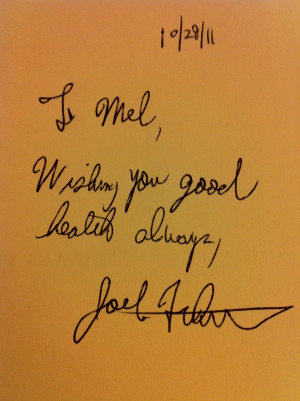 10/28/11
To Mel,
Wishing you good
health always,
Joel